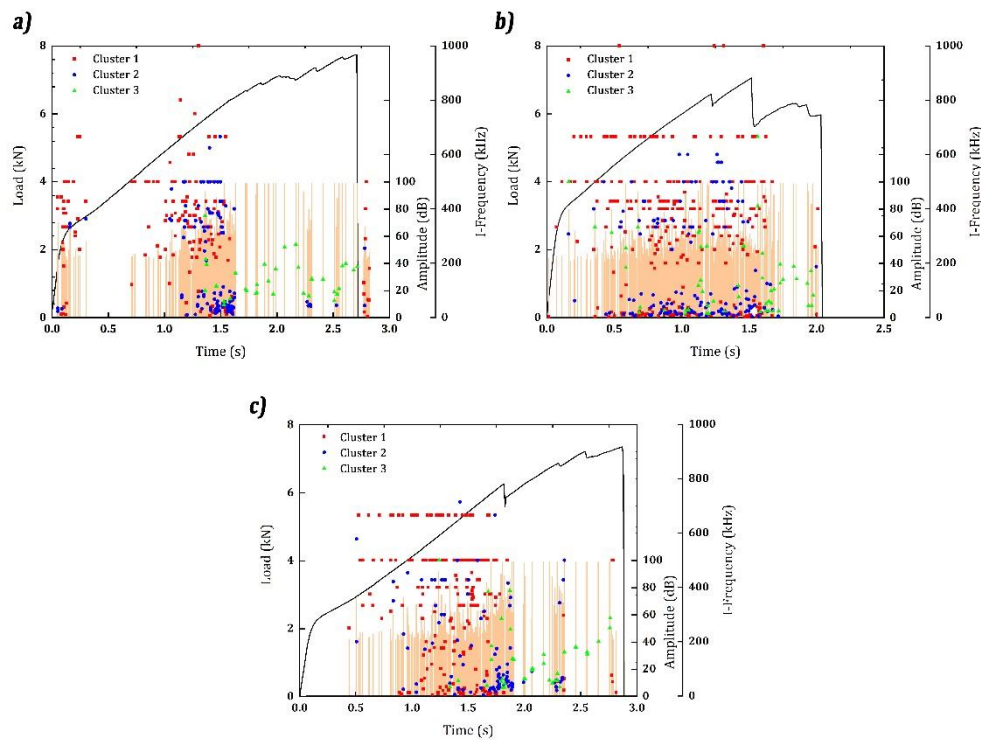 a)
8
6
4
2
0
Load (kN)
Cluster 1
Cluster 2
Cluster 3
0.0 0.5 1.0 1.5 2.0 2.5 3.0
Time (s)
100
80
60
40
20
0
Amplitude (dB)
1000
800
600
400
200
0
I-Frequency (kHz)
b)
8
6
4
2
0
Load (kN)
Cluster 1
Cluster 2
Cluster 3
0.0 0.5 1.0 1.5 2.0 2.5
Time (s)
100
80
60
40
20
0
Amplitude (dB)
1000
800
600
400
200
0
I-Frequency (kHz)
c)
8
6
4
2
0
Load (kN)
Cluster 1
Cluster 2
Cluster 3
0.0 0.5 1.0 1.5 2.0 2.5 3.0
Time (s)
100
80
60
40
20
0
Amplitude (dB)
1000
800
600
400
200
0
I-Frequency (kHz)